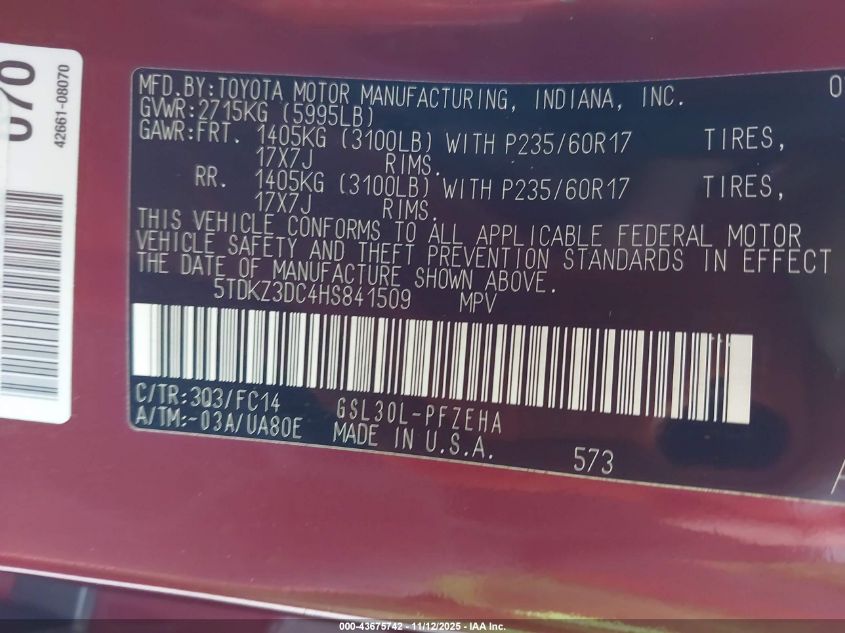 070
42661-08070
MFD.BY:TOYOTA MOTOR MANUFACTURING, INDIANA, INC. 0
GVWR:2715KG (5995LB)
GAWR:FRT. 1405KG (3100LB) WITH P235/60R17 TIRES,
17X7J RIMS.
RR. 1405KG (3100LB) WITH P235/60R17 TIRES,
17X7J RIMS.
THIS VEHICLE CONFORMS TO ALL APPLICABLE FEDERAL MOTOR
VEHICLE SAFETY AND THEFT PREVENTION STANDARDS IN EFFECT
THE DATE OF MANUFACTURE SHOWN ABOVE.
5TDKZ3DC4HS841509 MPV
C/TR:3Q3/FC14 GSL30L-PFZEHA
A/TM:-03A/UA80E MADE IN U.S.A. 573
000-43675742 - 11/12/2025 - IAA Inc.